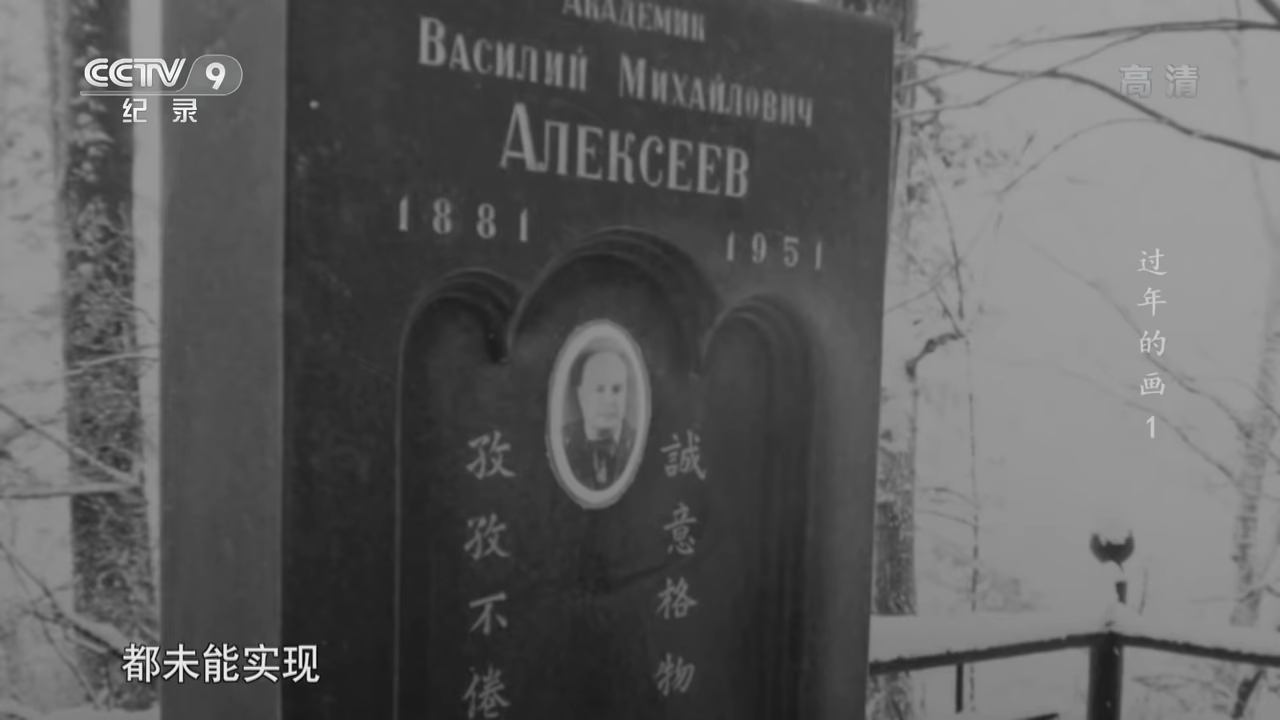 CCTV 9
纪录
高清
АКАДЕМИК
ВАСИЛИЙ МИХАЙЛОВИЧ
АЛЕКСЕЕВ
1881
1951
誠意格物
孜孜不倦
过年的画 1
都未能实现